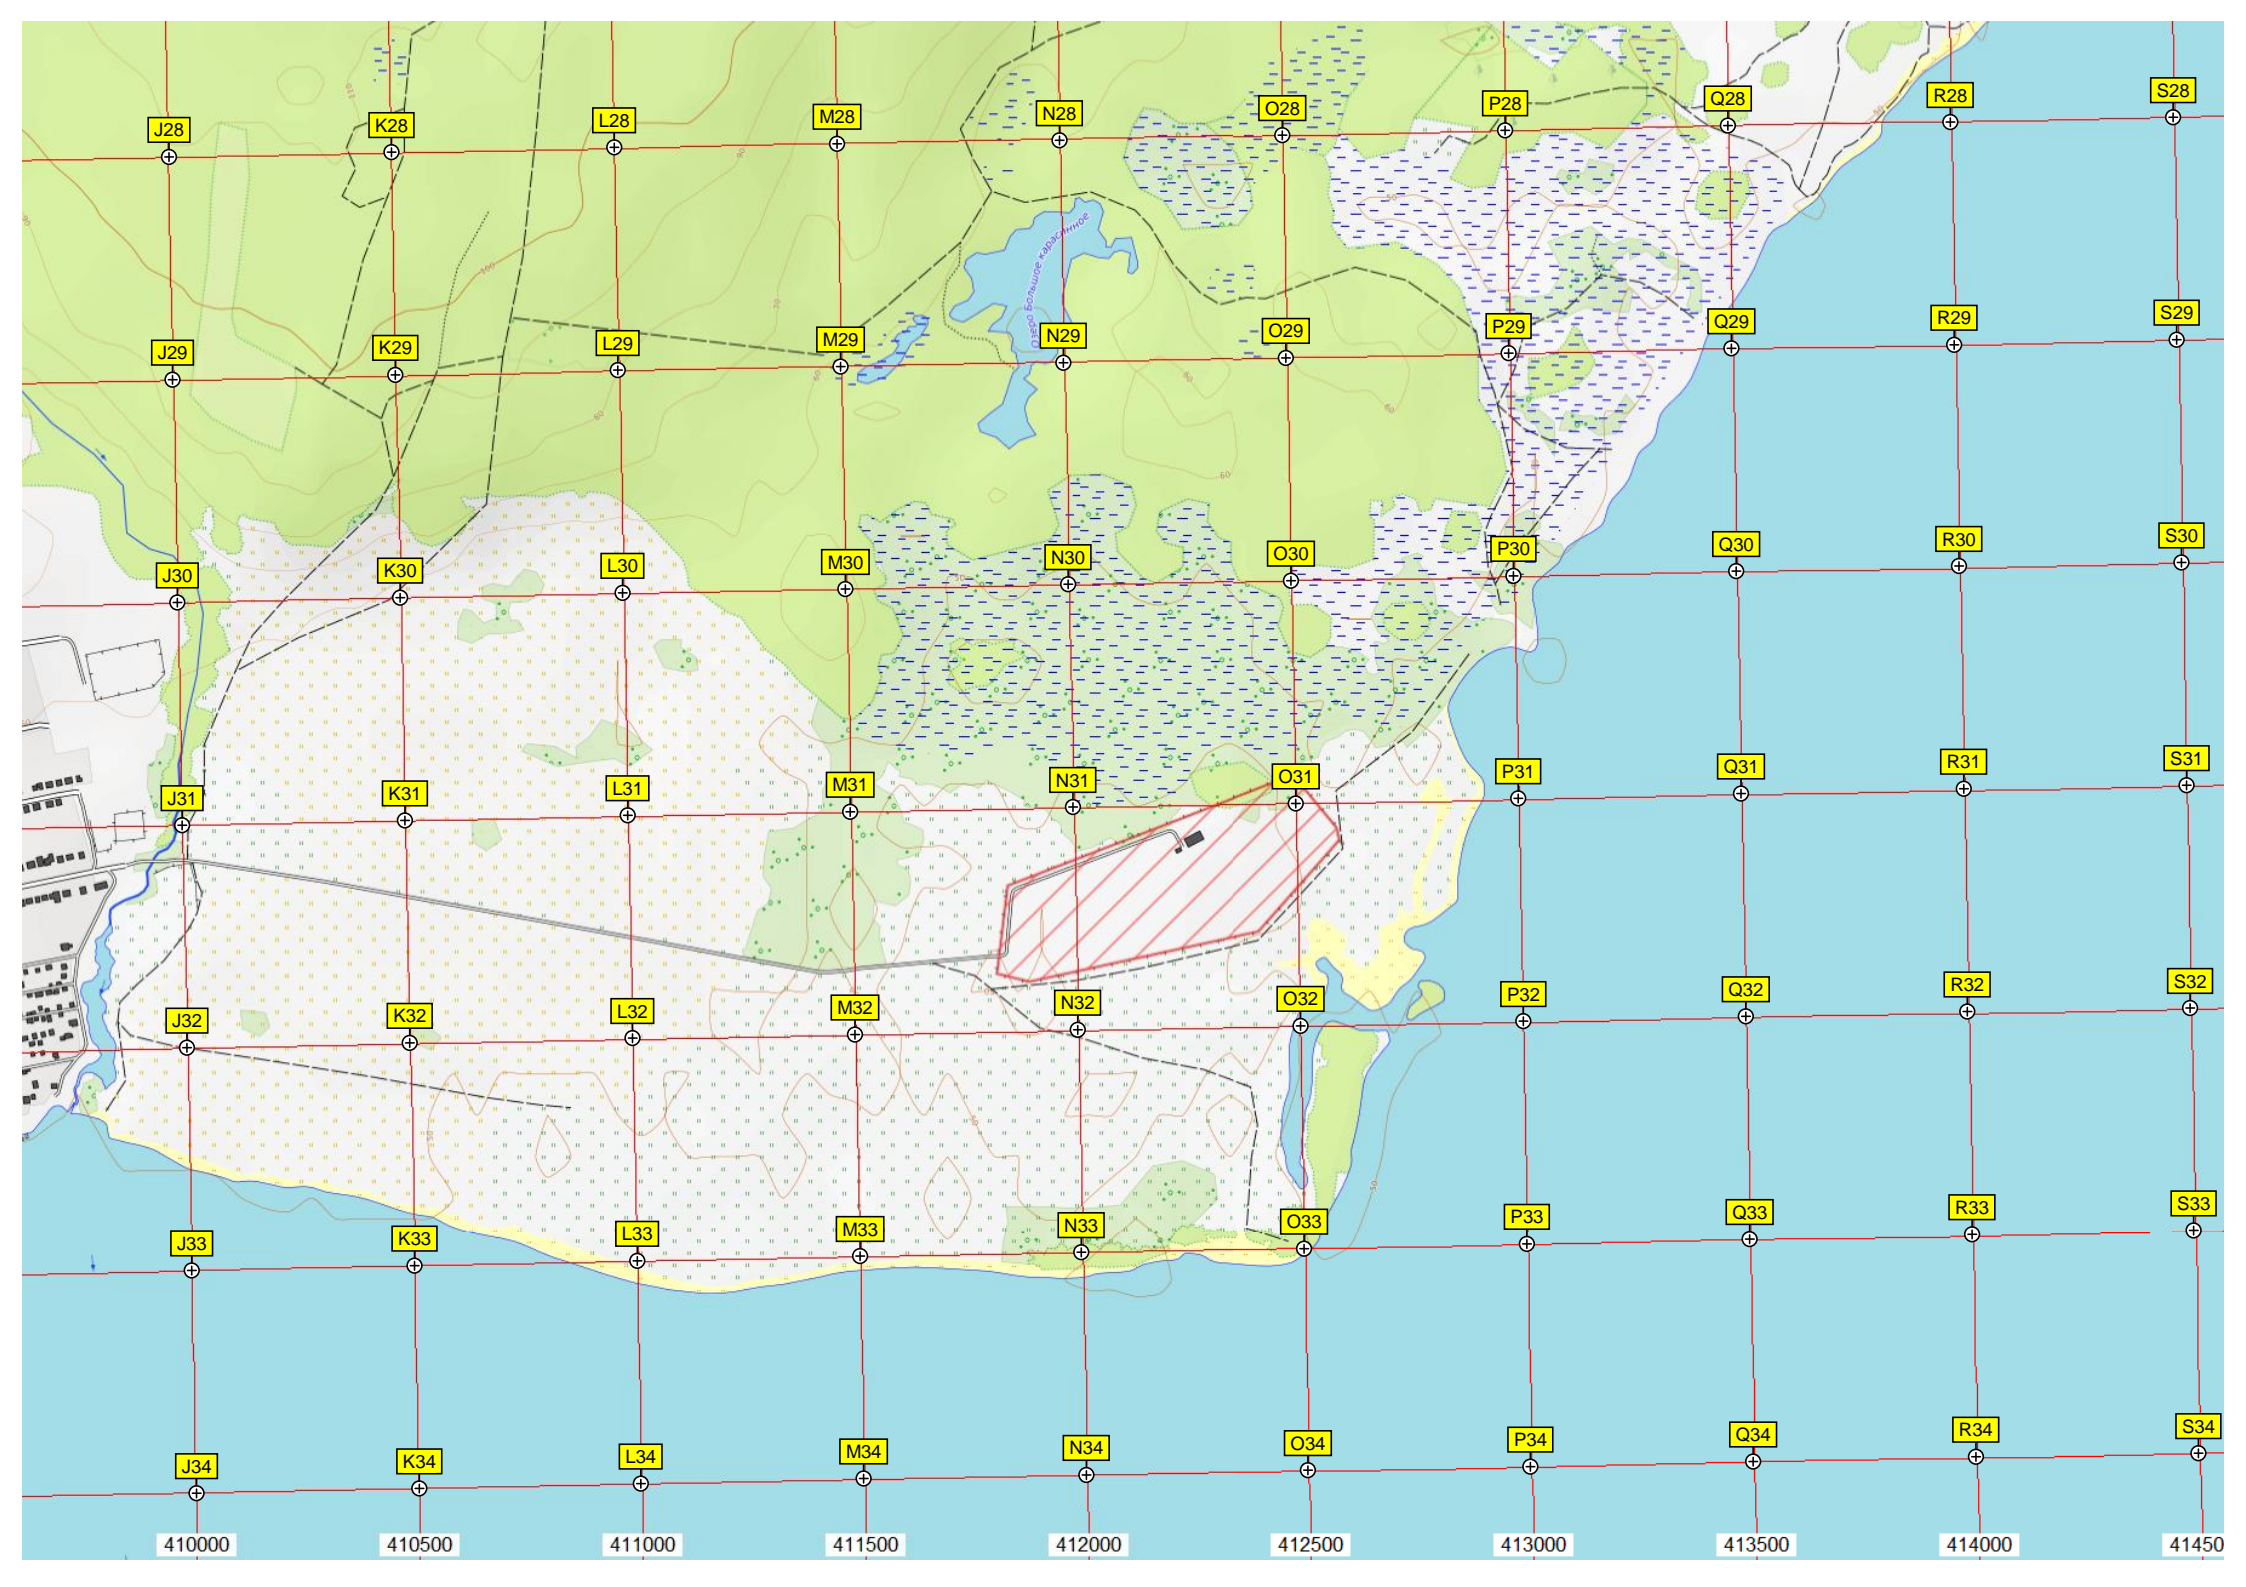 J28 K28 L28 M28 N28 O28 P28 Q28 R28 S28
Озеро Большое карасинное
J29 K29 L29 M29 N29 O29 P29 Q29 R29 S29
J30 K30 L30 M30 N30 O30 P30 Q30 R30 S30
J31 K31 L31 M31 N31 O31 P31 Q31 R31 S31
J32 K32 L32 M32 N32 O32 P32 Q32 R32 S32
J33 K33 L33 M33 N33 O33 P33 Q33 R33 S33
J34 K34 L34 M34 N34 O34 P34 Q34 R34 S34
410000 410500 411000 411500 412000 412500 413000 413500 414000 41450